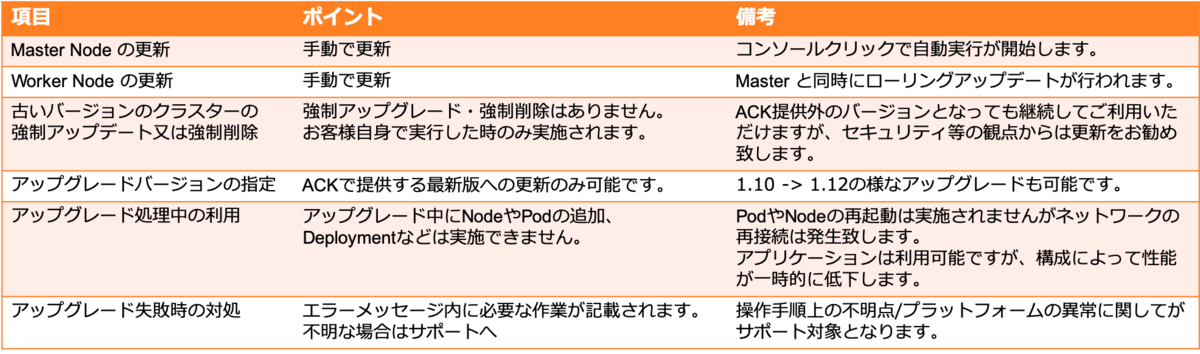 項目 ポイント 備考
Master Node の更新 手動で更新 コンソールクリックで自動実行が開始します。
Worker Node の更新 手動で更新 Master と同時にローリングアップデートが行われます。
古いバージョンのクラスターの
強制アップデート又は強制削除
強制アップグレード・強制削除はありません。
お客様自身で実行した時のみ実施されます。
ACK提供外のバージョンとなっても継続してご利用いた
だけますが、セキュリティ等の観点からは更新をお勧め
致します。
アップグレードバージョンの指定 ACKで提供する最新版への更新のみ可能です。 1.10 -> 1.12の様なアップグレードも可能です。
アップグレード処理中の利用
アップグレード中にNodeやPodの追加、
Deploymentなどは実施できません。
PodやNodeの再起動は実施されませんがネットワークの
再接続は発生致します。
アプリケーションは利用可能ですが、構成によって性能
が一時的に低下します。
アップグレード失敗時の対処
エラーメッセージ内に必要な作業が記載されます。
不明な場合はサポートへ
操作手順上の不明点/プラットフォームの異常に関してが
サポート対象となります。